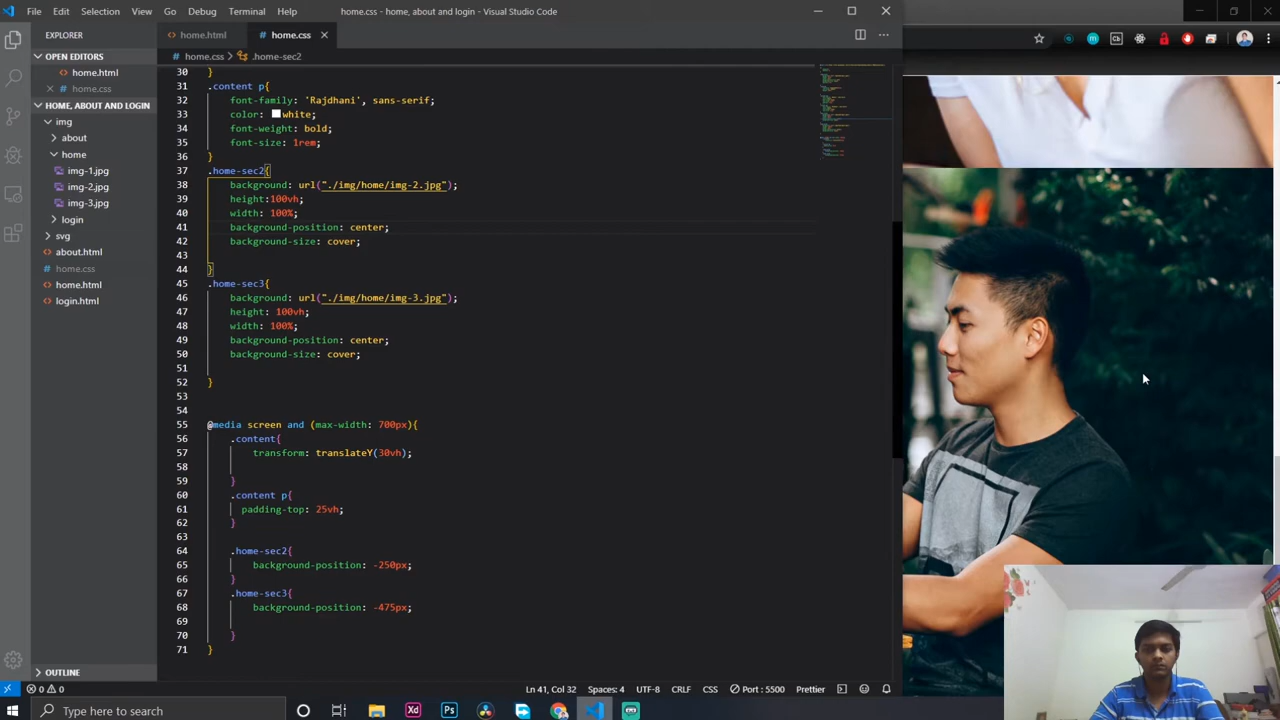 File Edit Selection View Go Debug Terminal Help home.css - home, about and login - Visual Studio Code
EXPLORER
home.html
home.css
OPEN EDITORS
home.html
home.css
home.css > .home-sec2
HOME, ABOUT AND LOGIN
img
about
home
img-1.jpg
img-2.jpg
img-3.jpg
login
svg
about.html
home.css
home.html
login.html
OUTLINE
30 }
31 .content p{
32 font-family: 'Rajdhani', sans-serif;
33 color: white;
34 font-weight: bold;
35 font-size: 1rem;
36 }
37 .home-sec2{
38 background: url("./img/home/img-2.jpg");
39 height:100vh;
40 width: 100%;
41 background-position: center;
42 background-size: cover;
43
44 }
45 .home-sec3{
46 background: url("./img/home/img-3.jpg");
47 height: 100vh;
48 width: 100%;
49 background-position: center;
50 background-size: cover;
51
52 }
53
54
55 @media screen and (max-width: 700px){
56 .content{
57 transform: translateY(30vh);
58
59 }
60 .content p{
61 padding-top: 25vh;
62 }
63
64 .home-sec2{
65 background-position: -250px;
66 }
67 .home-sec3{
68 background-position: -475px;
69
70 }
71 }
0 0 Ln 41, Col 32 Spaces: 4 UTF-8 CRLF CSS Port : 5500 Prettier
Type here to search
Xd
Ps